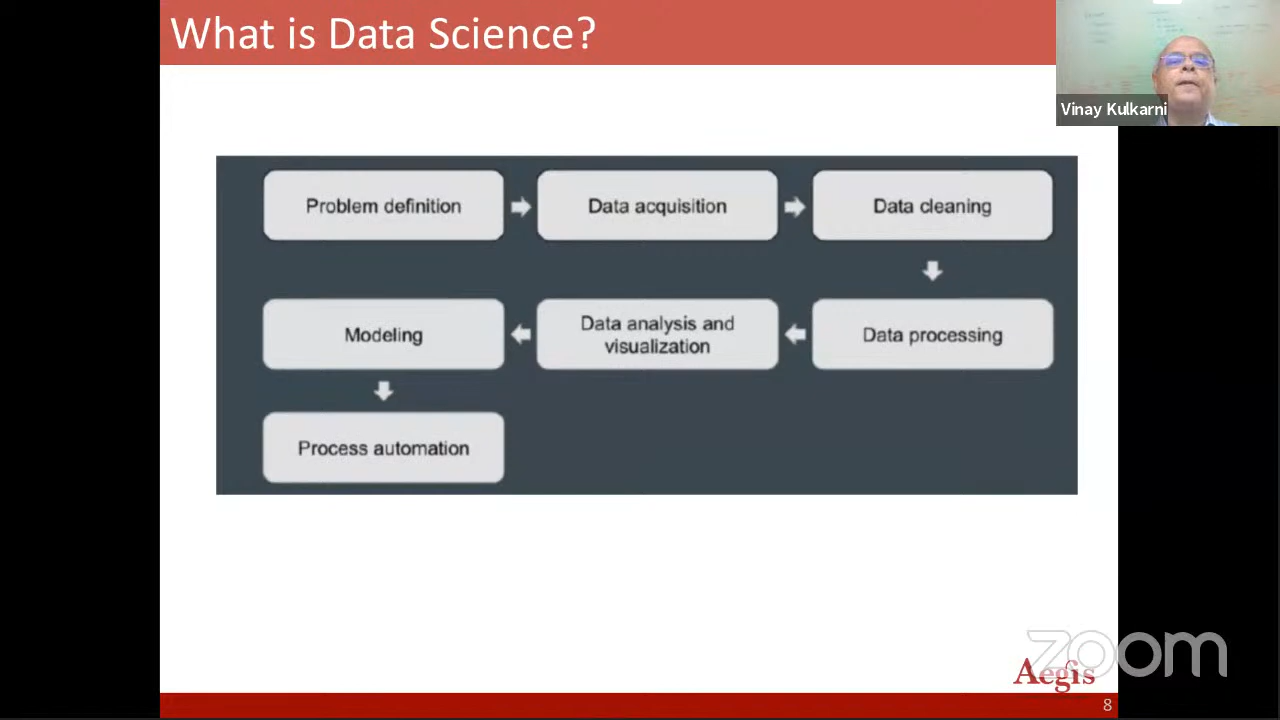 What is Data Science?
Vinay Kulkarni
Problem definition
Data acquisition
Data cleaning
Modeling
Data analysis and
visualization
Data processing
Process automation
zoom
Aegis
8